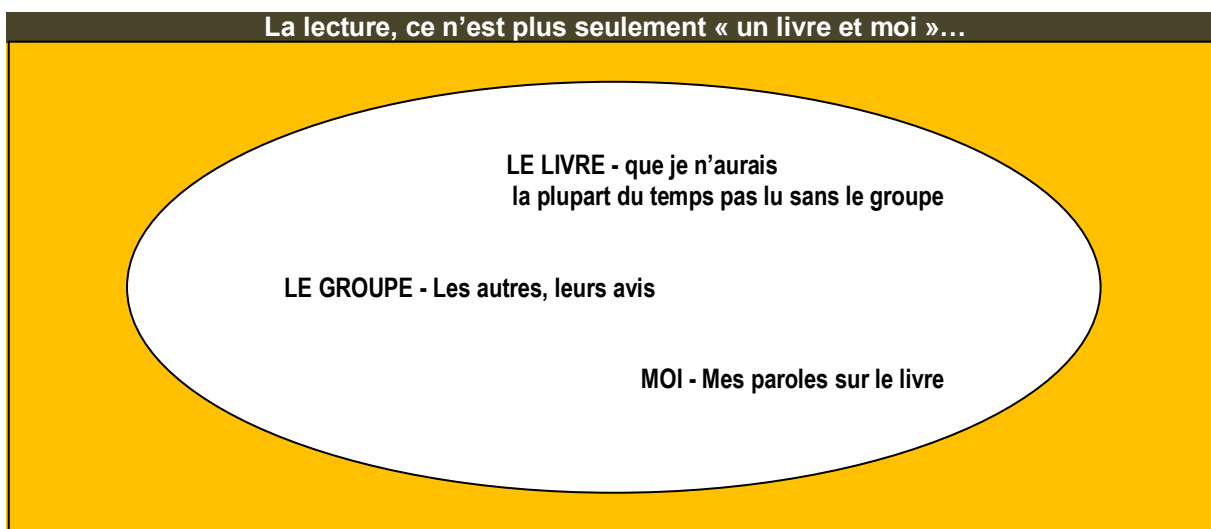 La lecture, ce n’est plus seulement « un livre et moi »…
LE LIVRE - que je n’aurais
la plupart du temps pas lu sans le groupe
LE GROUPE - Les autres, leurs avis
MOI - Mes paroles sur le livre